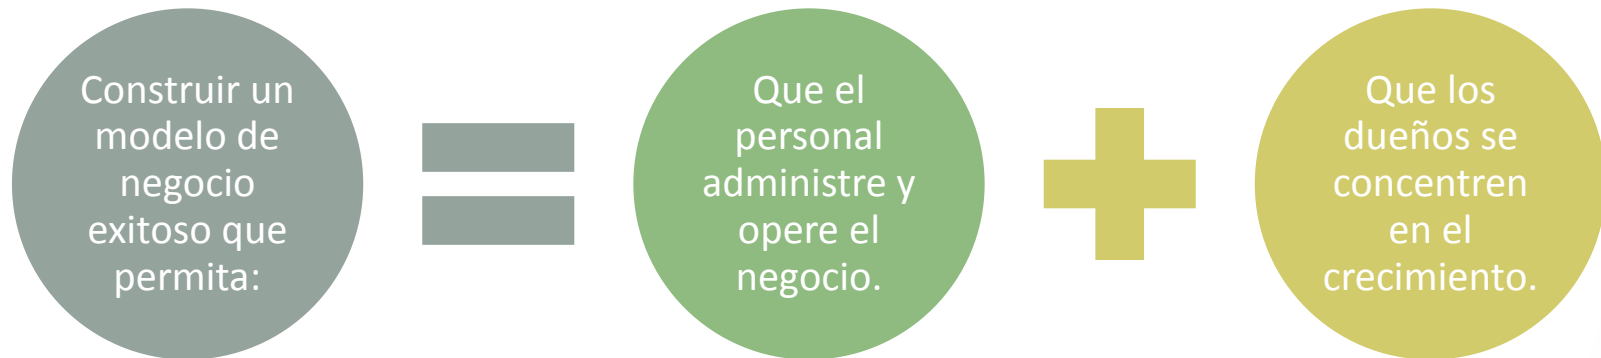 Construir un
modelo de
negocio
exitoso que
permita:
Que el
personal
administre y
opere el
negocio.
Que los
dueños se
concentren
en el
crecimiento.